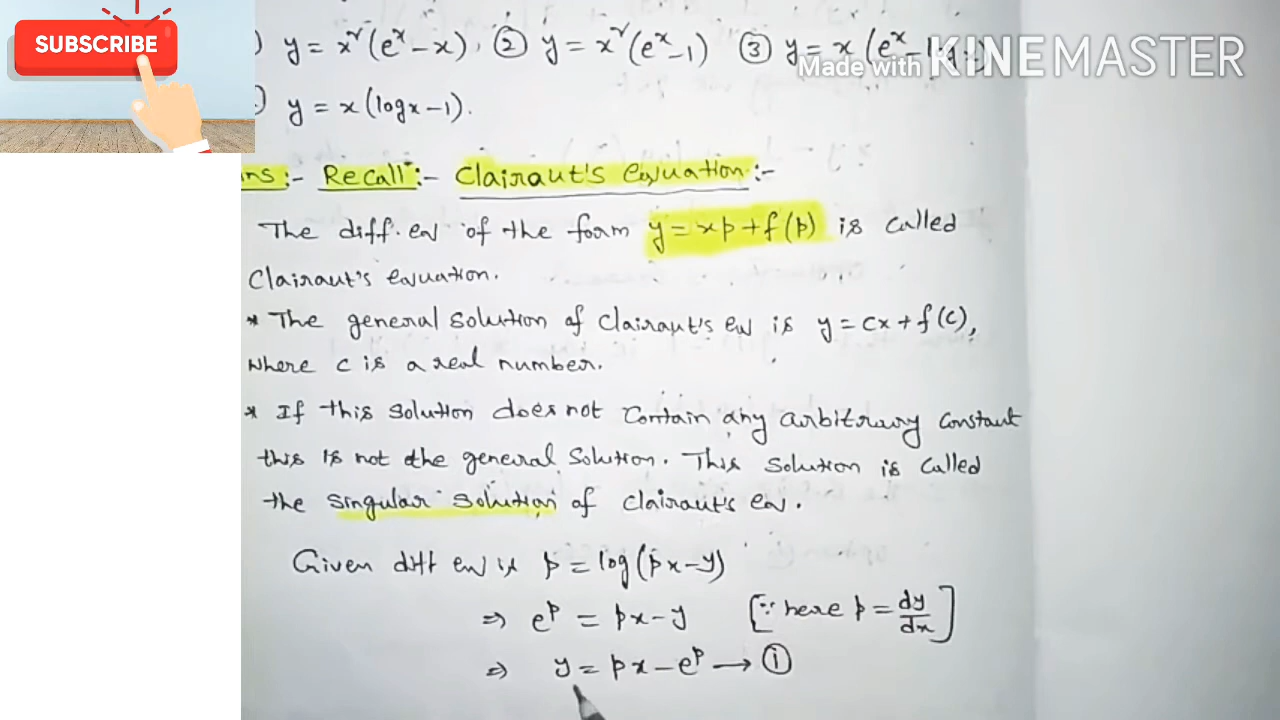 SUBSCRIBE
) y = x² (eˣ − x). ② y = x² (eˣ − 1) ③ y = x (eˣ −
Made with KINEMASTER
) y = x (log x − 1).
ns:- Recall:- Clairaut's equation:-
The diff. eq of the form y = xp + f(p) is called
Clairaut's equation.
* The general solution of Clairaut's eq is y = cx + f(c),
where c is a real number.
* If this solution does not contain any arbitrary constant
this is not the general solution. This solution is called
the singular solution of Clairaut's eq.
Given diff eq is p = log(px − y)
⇒ eᵖ = px − y [∵ here p = dy/dx]
⇒ y = px − eᵖ → ①